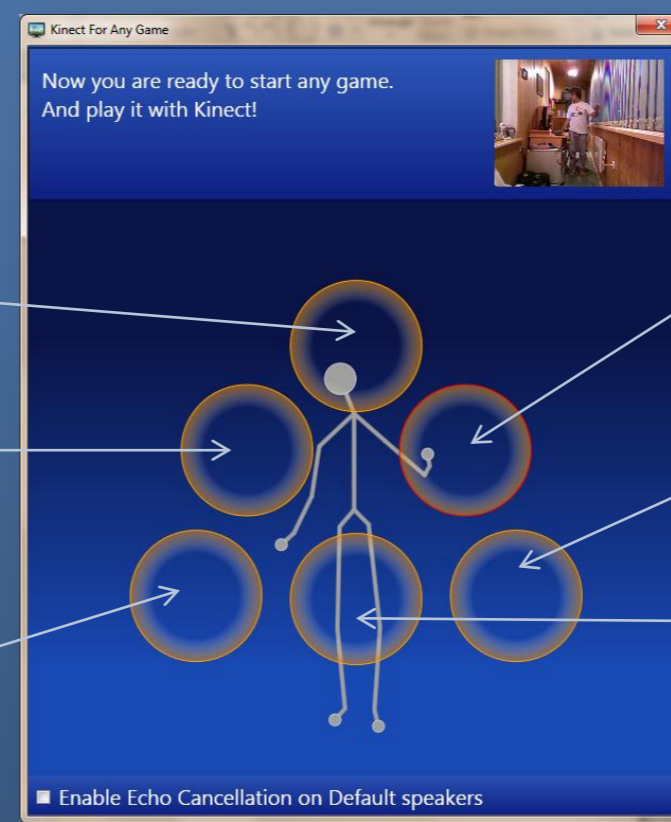 Kinect For Any Game
Now you are ready to start any game.
And play it with Kinect!
Enable Echo Cancellation on Default speakers